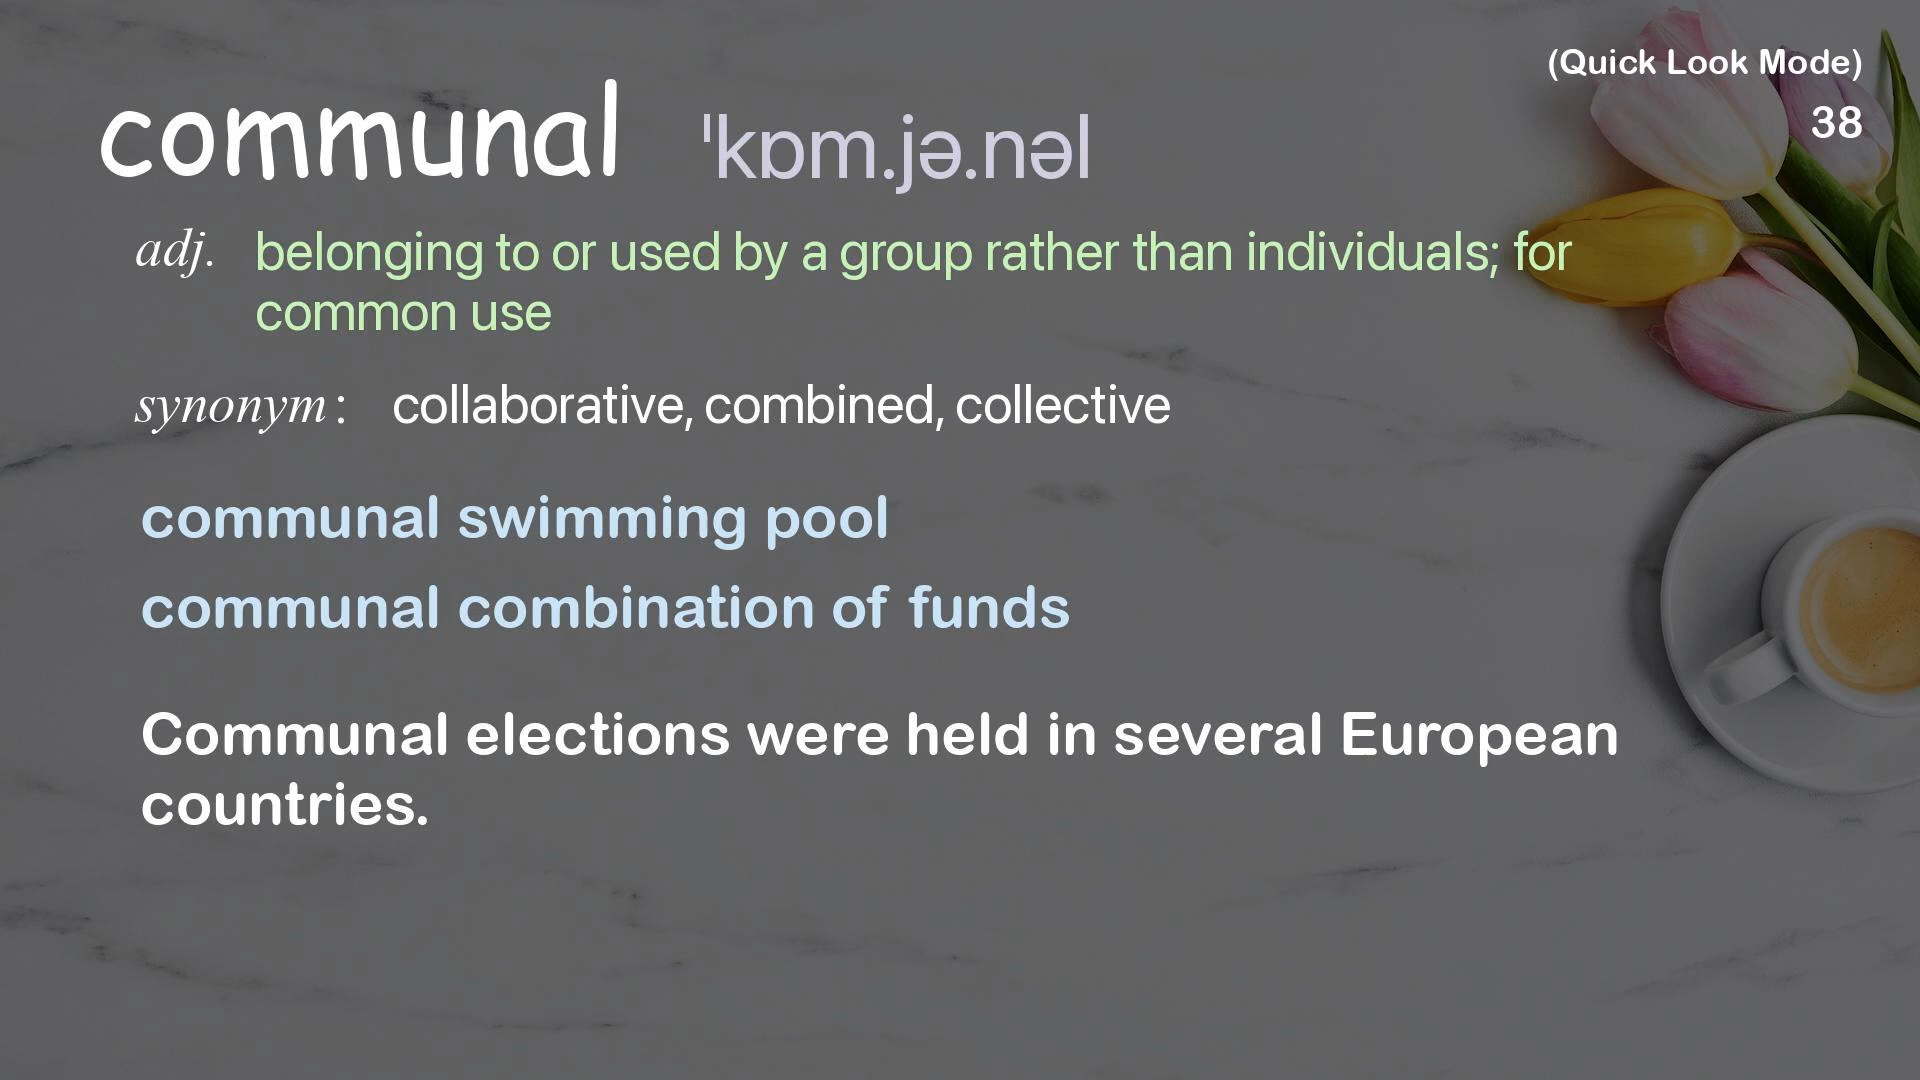 (Quick Look Mode)
38
communal ˈkɒm.jə.nəl
adj. belonging to or used by a group rather than individuals; for
common use
synonym: collaborative, combined, collective
communal swimming pool
communal combination of funds
Communal elections were held in several European
countries.